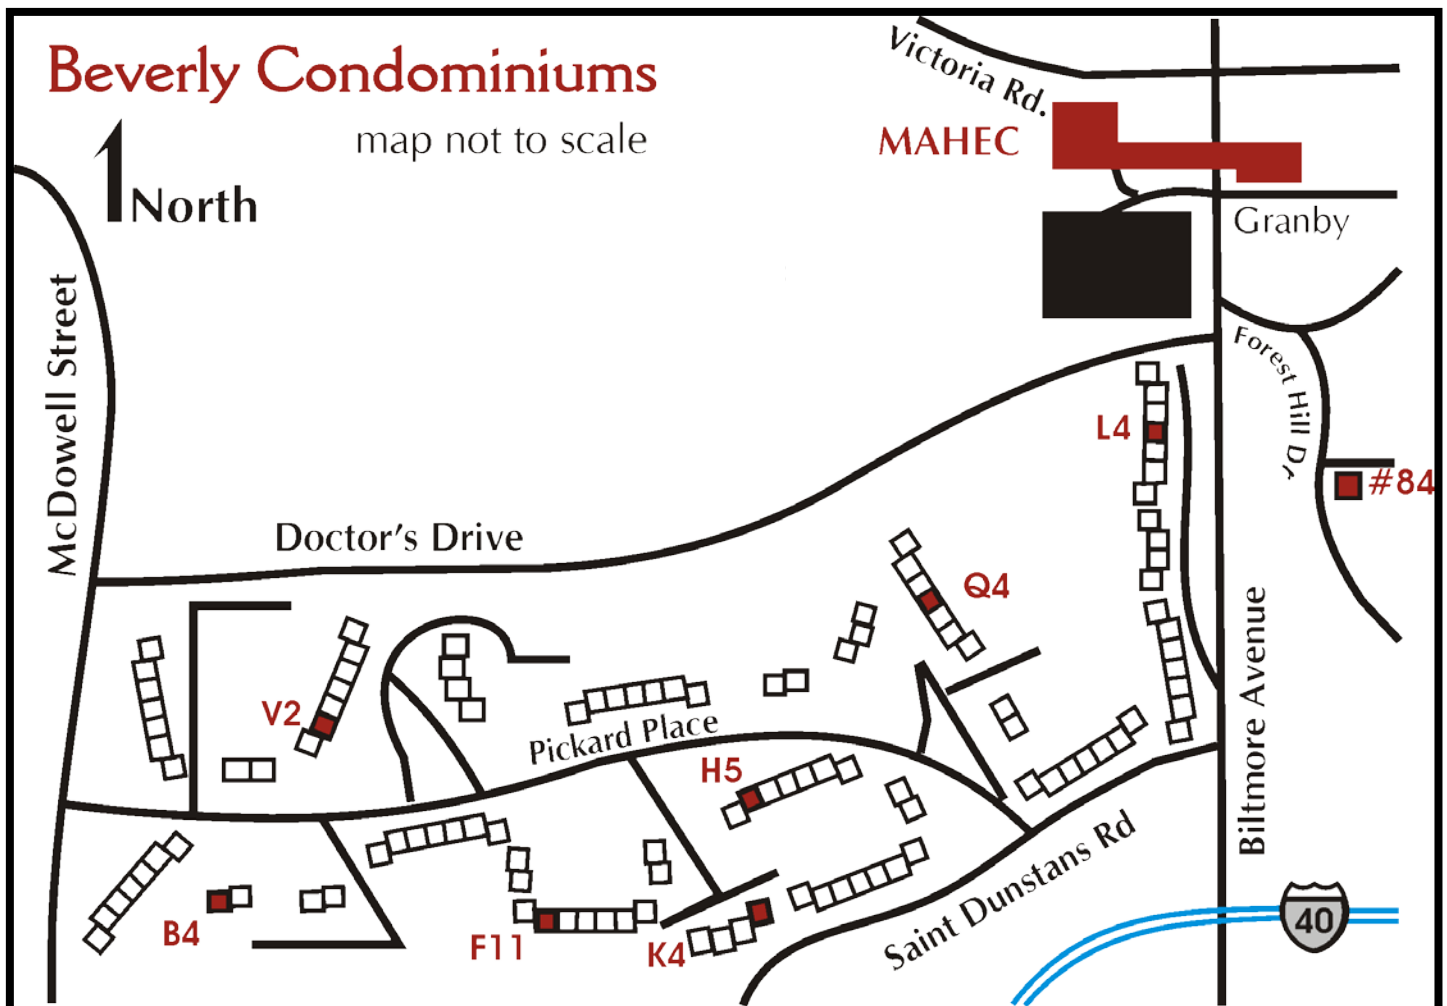 Beverly Condominiums
map not to scale
North
Victoria Rd.
MAHEC
Granby
McDowell Street
Forest Hill Dr.
L4
#84
Doctor's Drive
Q4
V2
Pickard Place
H5
Biltmore Avenue
Saint Dunstans Rd
B4
F11
K4
40